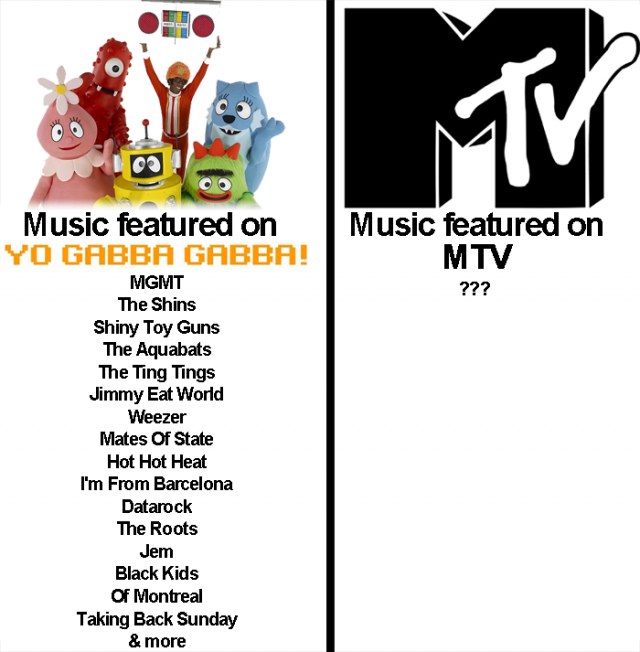 Music featured on
YO GABBA GABBA!
MGMT
The Shins
Shiny Toy Guns
The Aquabats
The Ting Tings
Jimmy Eat World
Weezer
Mates Of State
Hot Hot Heat
I'm From Barcelona
Datarock
The Roots
Jem
Black Kids
Of Montreal
Taking Back Sunday
& more
MTV
Music featured on
MTV
???